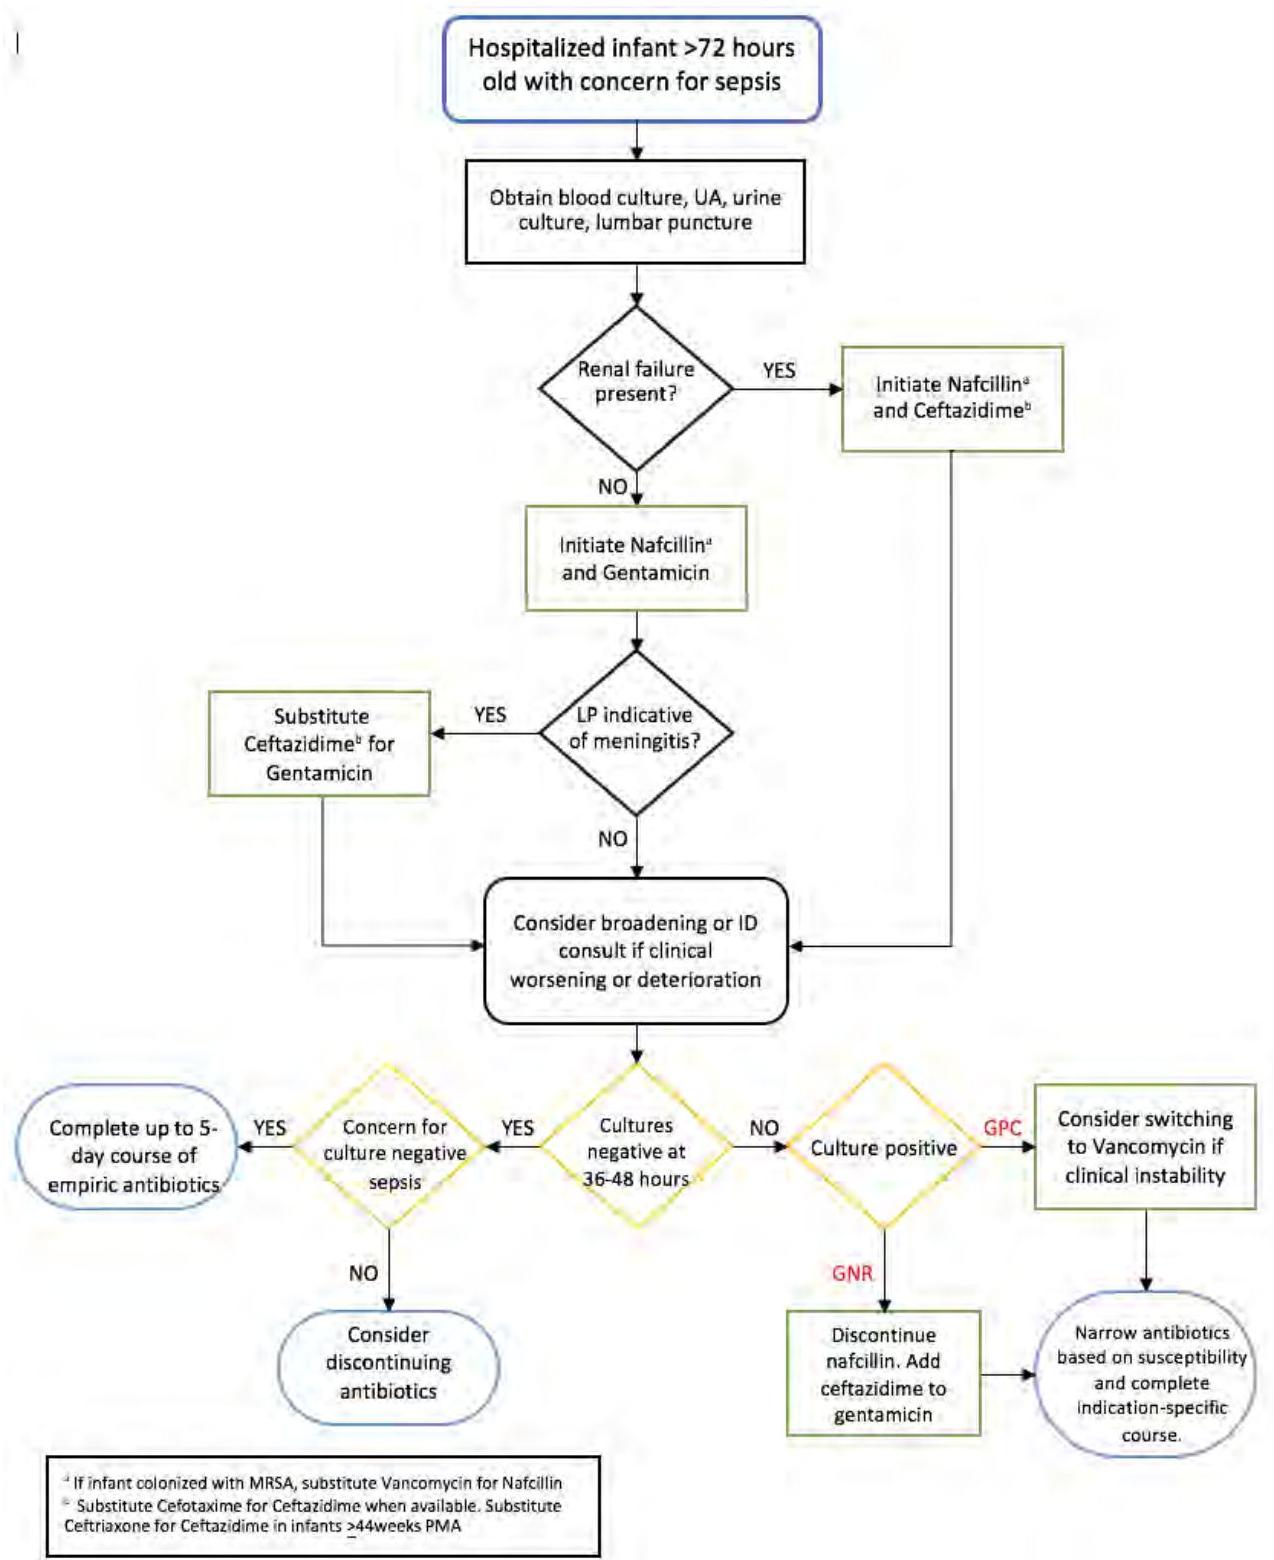 Hospitalized infant >72 hours
old with concern for sepsis
Obtain blood culture, UA, urine
culture, lumbar puncture
Renal failure
present?
YES
Initiate Nafcillinᵃ
and Ceftazidimeᵇ
NO
Initiate Nafcillinᵃ
and Gentamicin
LP indicative
of meningitis?
YES
Substitute
Ceftazidimeᵇ for
Gentamicin
NO
Consider broadening or ID
consult if clinical
worsening or deterioration
Cultures
negative at
36-48 hours
YES
Concern for
culture negative
sepsis
YES
Complete up to 5-
day course of
empiric antibiotics
NO
Consider
discontinuing
antibiotics
NO
Culture positive
GPC
Consider switching
to Vancomycin if
clinical instability
GNR
Discontinue
nafcillin. Add
ceftazidime to
gentamicin
Narrow antibiotics
based on susceptibility
and complete
indication-specific
course.
ᵃ If infant colonized with MRSA, substitute Vancomycin for Nafcillin
ᵇ Substitute Cefotaxime for Ceftazidime when available. Substitute
Ceftriaxone for Ceftazidime in infants ≥44weeks PMA